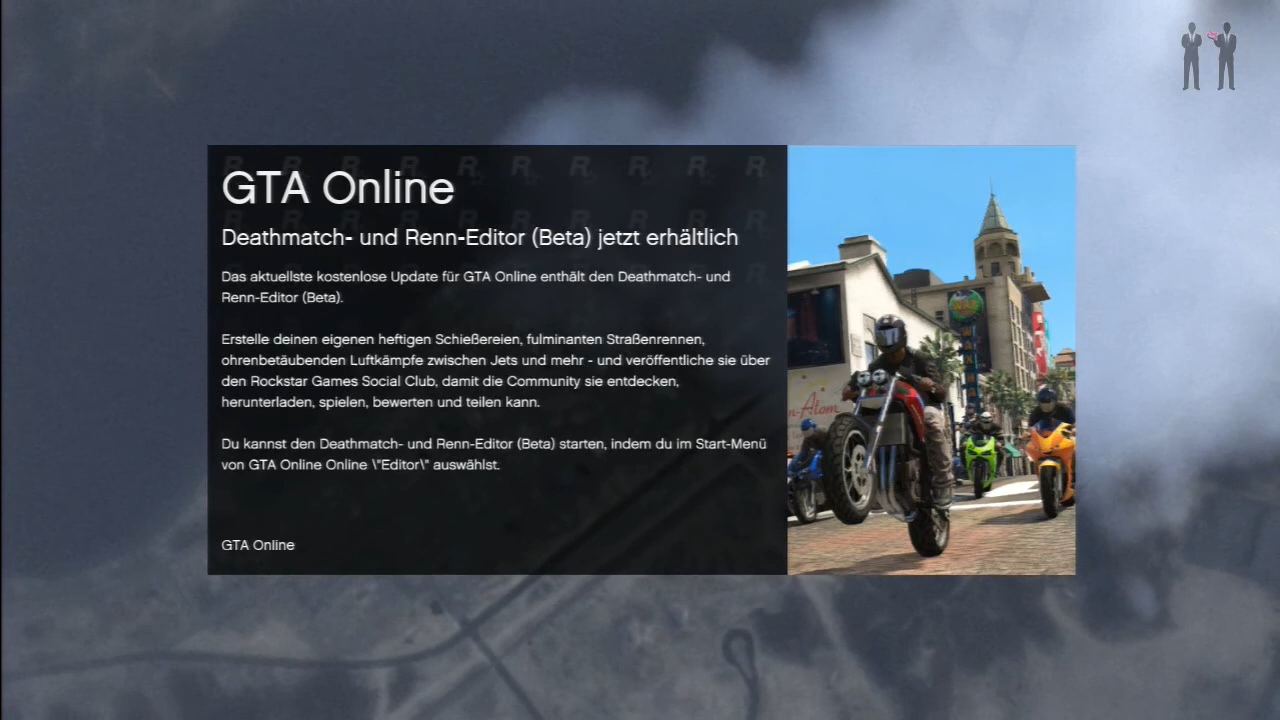 GTA Online
Deathmatch- und Renn-Editor (Beta) jetzt erhältlich
Das aktuellste kostenlose Update für GTA Online enthält den Deathmatch- und
Renn-Editor (Beta).
Erstelle deinen eigenen heftigen Schießereien, fulminanten Straßenrennen,
ohrenbetäubenden Luftkämpfe zwischen Jets und mehr - und veröffentliche sie über
den Rockstar Games Social Club, damit die Community sie entdecken,
herunterladen, spielen, bewerten und teilen kann.
Du kannst den Deathmatch- und Renn-Editor (Beta) starten, indem du im Start-Menü
von GTA Online Online \"Editor\" auswählst.
GTA Online